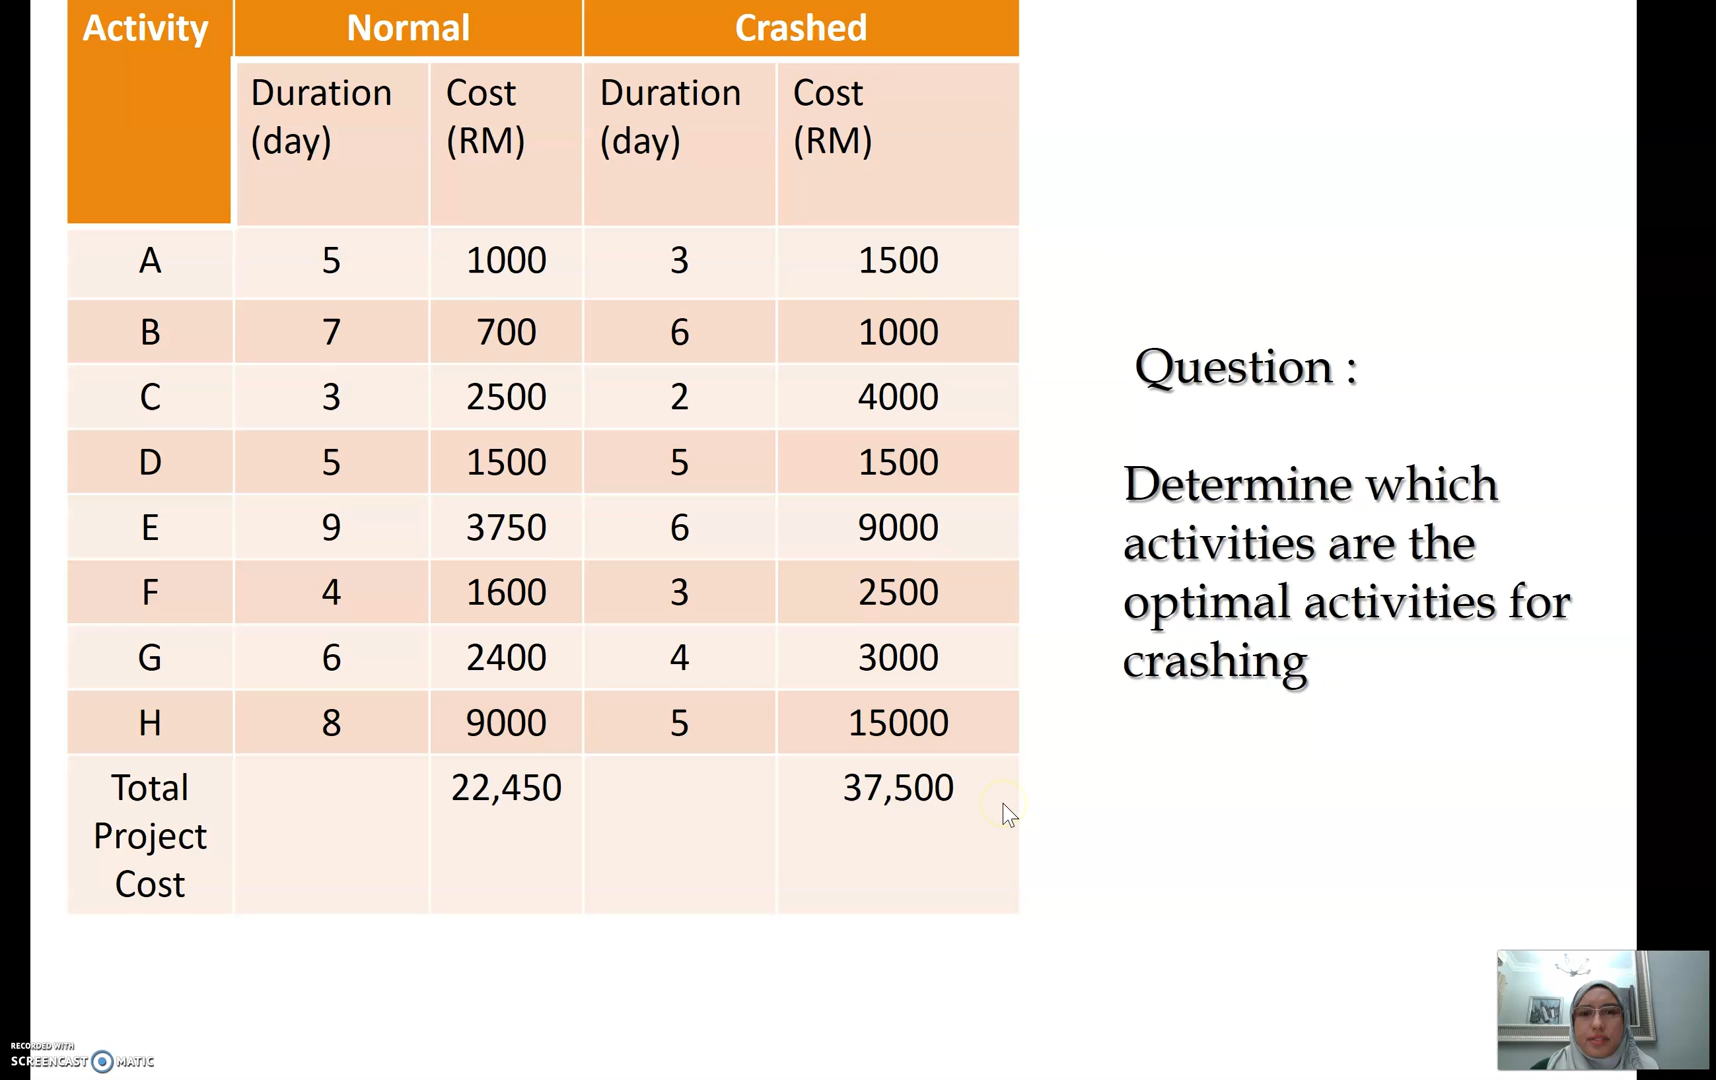 Activity Normal Crashed
Duration (day) Cost (RM) Duration (day) Cost (RM)
A 5 1000 3 1500
B 7 700 6 1000
C 3 2500 2 4000
D 5 1500 5 1500
E 9 3750 6 9000
F 4 1600 3 2500
G 6 2400 4 3000
H 8 9000 5 15000
Total Project Cost 22,450 37,500
Question :
Determine which
activities are the
optimal activities for
crashing
RECORDED WITH
SCREENCAST MATIC